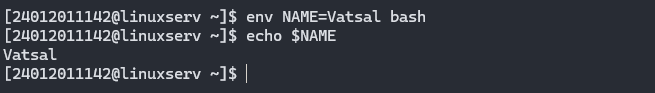 [24012011142@linuxserv ~]$ env NAME=Vatsal bash
[24012011142@linuxserv ~]$ echo $NAME
Vatsal
[24012011142@linuxserv ~]$